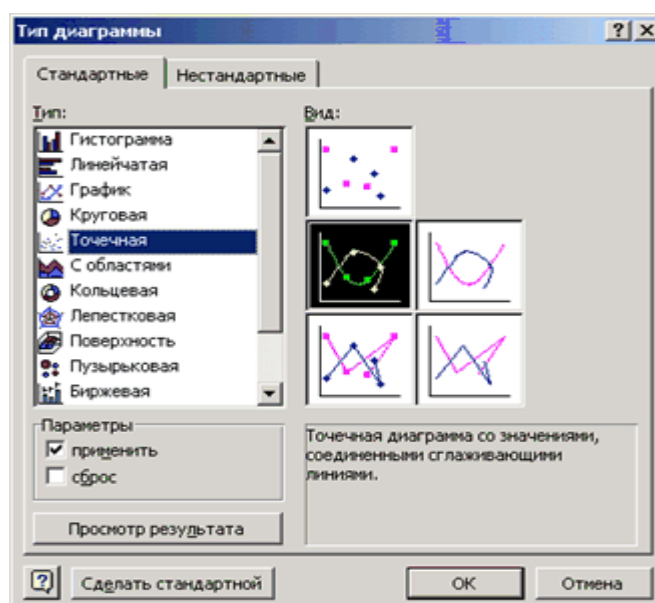 Тип диаграммы
Стандартные
Нестандартные
Тип:
Гистограмма
Линейчатая
График
Круговая
Точечная
С областями
Кольцевая
Лепестковая
Поверхность
Пузырьковая
Биржевая
Вид:
Параметры
применить
сброс
Точечная диаграмма со значениями,
соединенными сглаживающими
линиями.
Просмотр результата
Сделать стандартной
ОК
Отмена